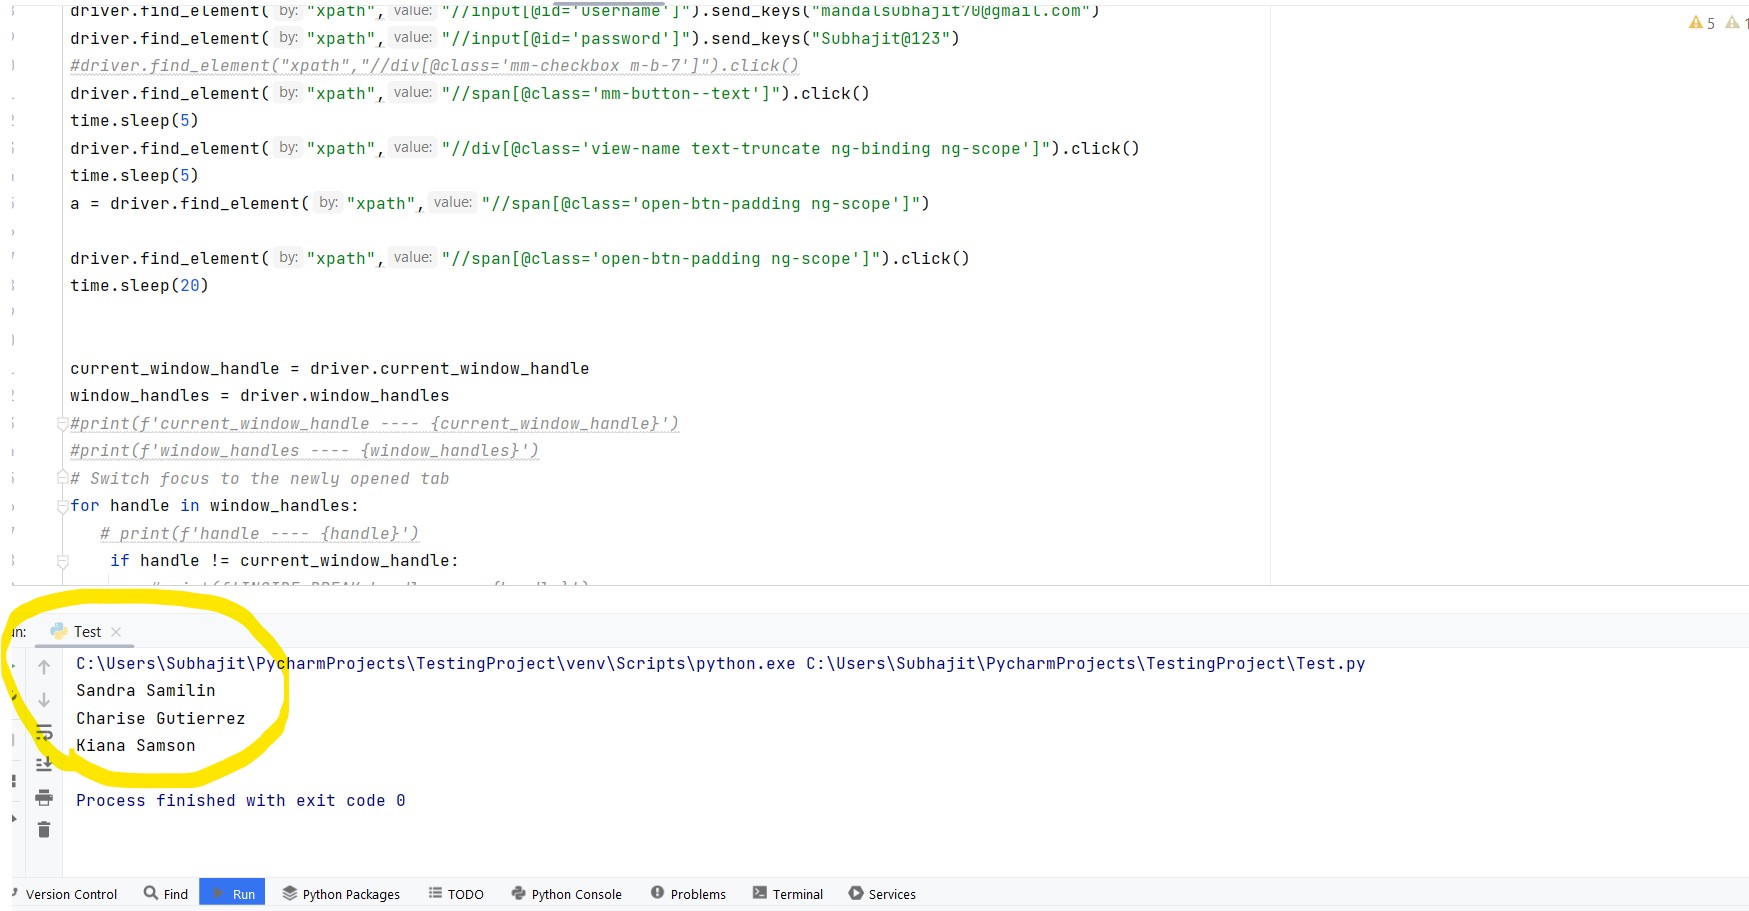 driver.find_element( by: "xpath", value: "//input[@id='username']").send_keys("mandalsubhajit70@gmail.com")
5 1
driver.find_element( by: "xpath", value: "//input[@id='password']").send_keys("Subhajit@123")
#driver.find_element("xpath","//div[@class='mm-checkbox m-b-7']").click()
driver.find_element( by: "xpath", value: "//span[@class='mm-button--text']").click()
time.sleep(5)
driver.find_element( by: "xpath", value: "//div[@class='view-name text-truncate ng-binding ng-scope']").click()
time.sleep(5)
a = driver.find_element( by: "xpath", value: "//span[@class='open-btn-padding ng-scope']")
driver.find_element( by: "xpath", value: "//span[@class='open-btn-padding ng-scope']").click()
time.sleep(20)
current_window_handle = driver.current_window_handle
window_handles = driver.window_handles
#print(f'current_window_handle ---- {current_window_handle}')
#print(f'window_handles ---- {window_handles}')
# Switch focus to the newly opened tab
for handle in window_handles:
# print(f'handle ---- {handle}')
if handle != current_window_handle:
un: Test
C:\Users\Subhajit\PycharmProjects\TestingProject\venv\Scripts\python.exe C:\Users\Subhajit\PycharmProjects\TestingProject\Test.py
Sandra Samilin
Charise Gutierrez
Kiana Samson
Process finished with exit code 0
Version Control Find Run Python Packages TODO Python Console Problems Terminal Services